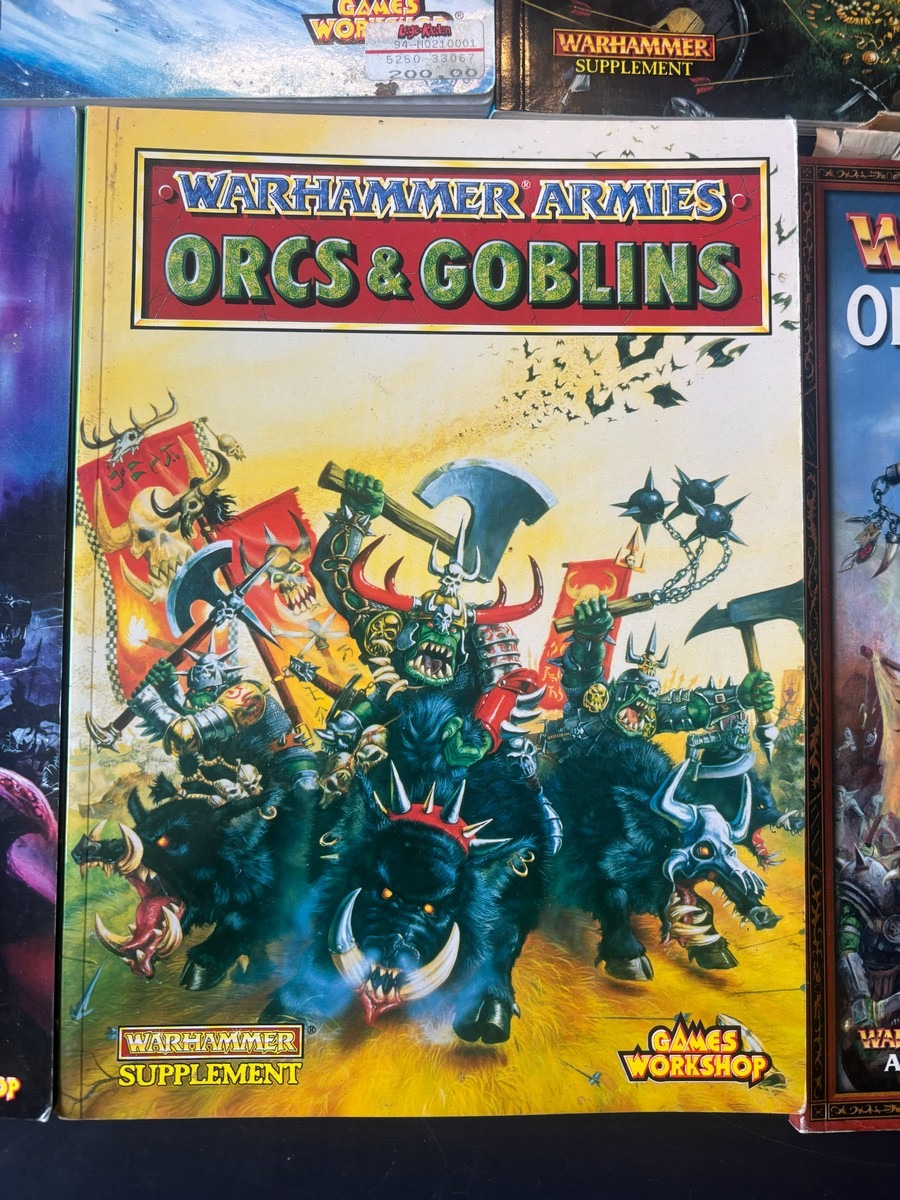 GAMES
WORKSHOP®
94-H0210001
5250 33067
200.00
WARHAMMER
SUPPLEMENT
WARHAMMER® ARMIES
ORCS & GOBLINS
WARHAMMER®
SUPPLEMENT
GAMES
WORKSHOP